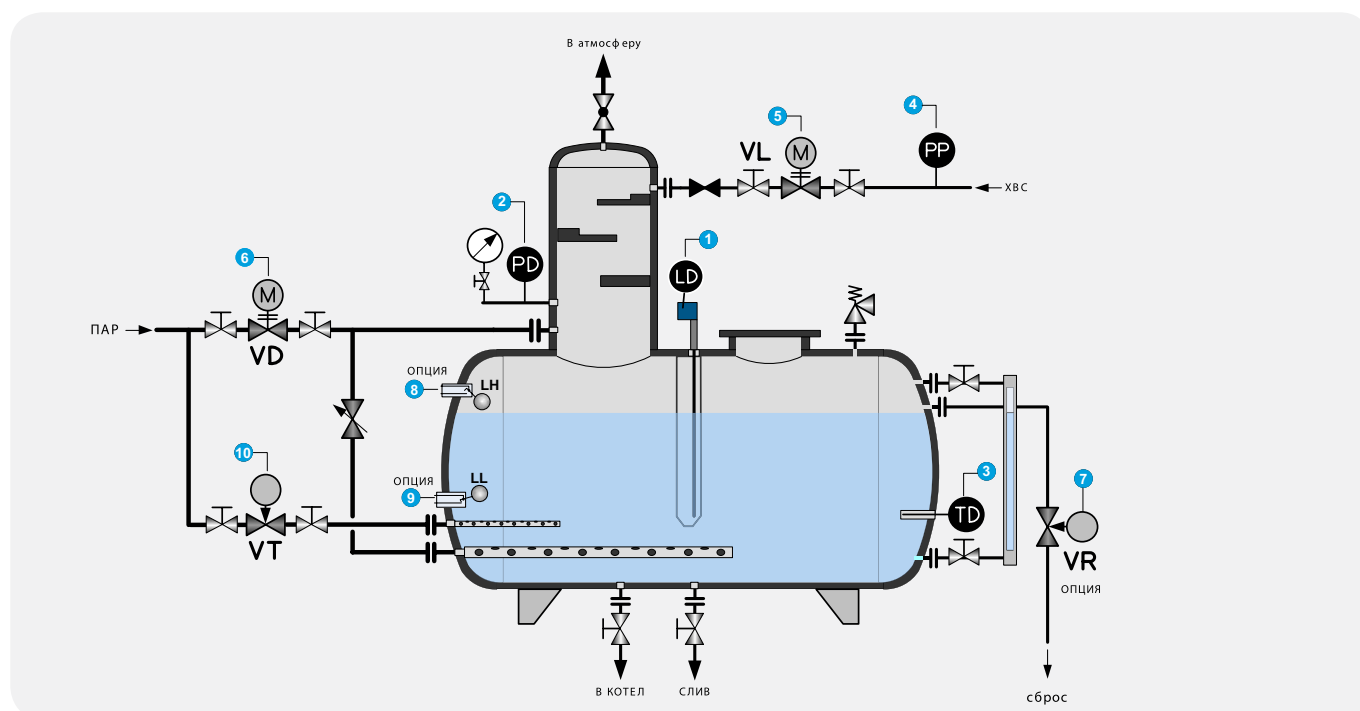 В атмосферу
5
4
VL
M
PP
ХВС
2
1
PD
LD
6
M
ПАР
VD
ОПЦИЯ
8
LH
10
ОПЦИЯ
9
LL
3
7
TD
VT
VR
ОПЦИЯ
В КОТЕЛ
СЛИВ
сброс